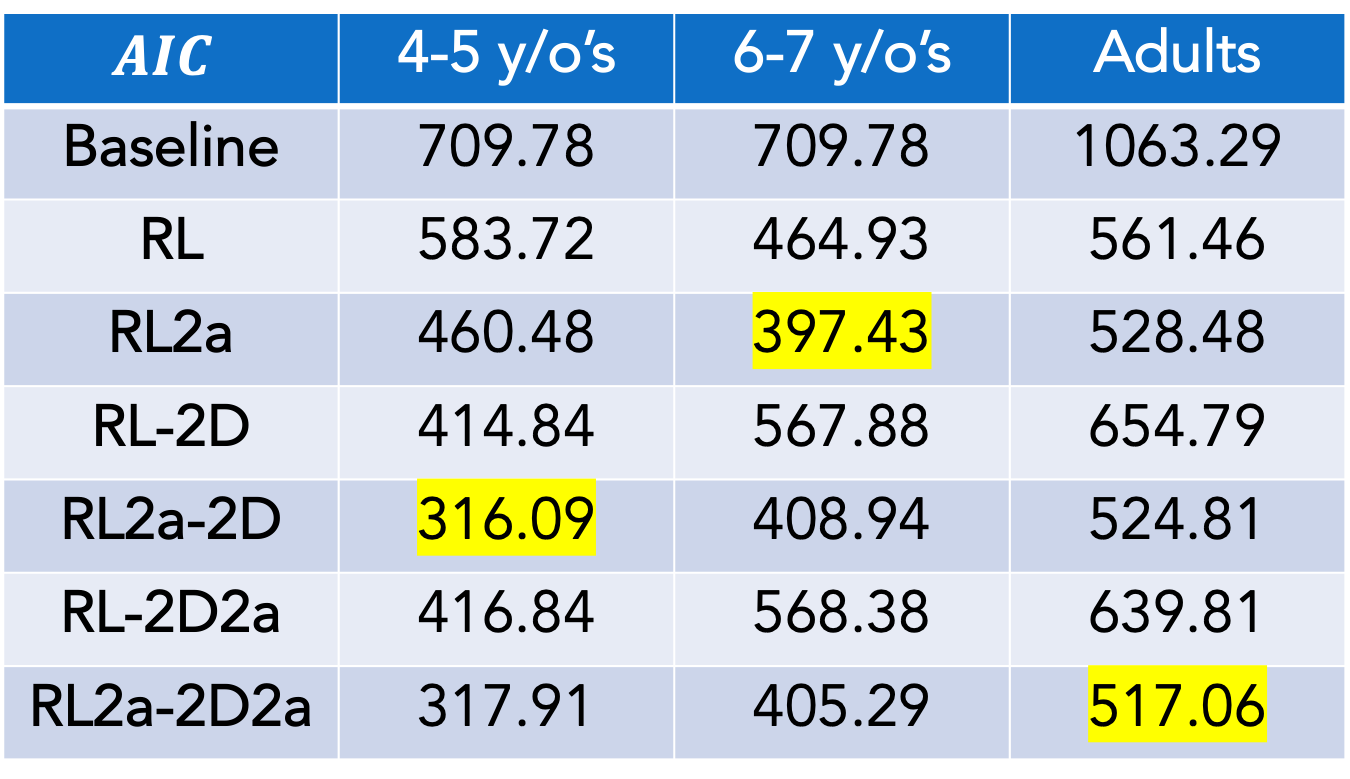 AIC 4-5 y/o’s 6-7 y/o’s Adults
Baseline 709.78 709.78 1063.29
RL 583.72 464.93 561.46
RL2a 460.48 397.43 528.48
RL-2D 414.84 567.88 654.79
RL2a-2D 316.09 408.94 524.81
RL-2D2a 416.84 568.38 639.81
RL2a-2D2a 317.91 405.29 517.06